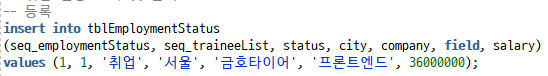 -- 등록
insert into tblEmploymentStatus
(seq_employmentStatus, seq_traineeList, status, city, company, field, salary)
values (1, 1, '취업', '서울', '금호타이어', '프론트엔드', 36000000);